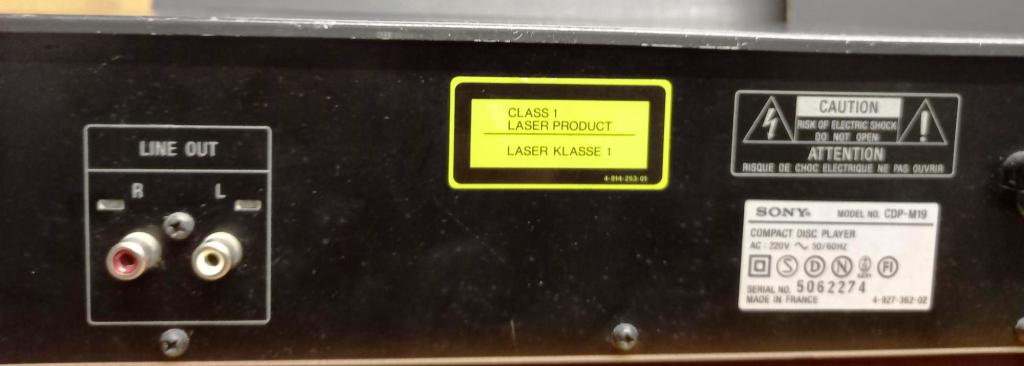 LINE OUT
R
L
CLASS 1
LASER PRODUCT
LASER KLASSE 1
4-914-253-01
CAUTION
RISK OF ELECTRIC SHOCK
DO NOT OPEN
ATTENTION
RISQUE DE CHOC ELECTRIQUE NE PAS OUVRIR
SONY® MODEL NO. CDP-M19
COMPACT DISC PLAYER
AC : 220V ~ 50/60HZ
S D N FI
SERIAL NO. 5062274
MADE IN FRANCE 4-927-362-02